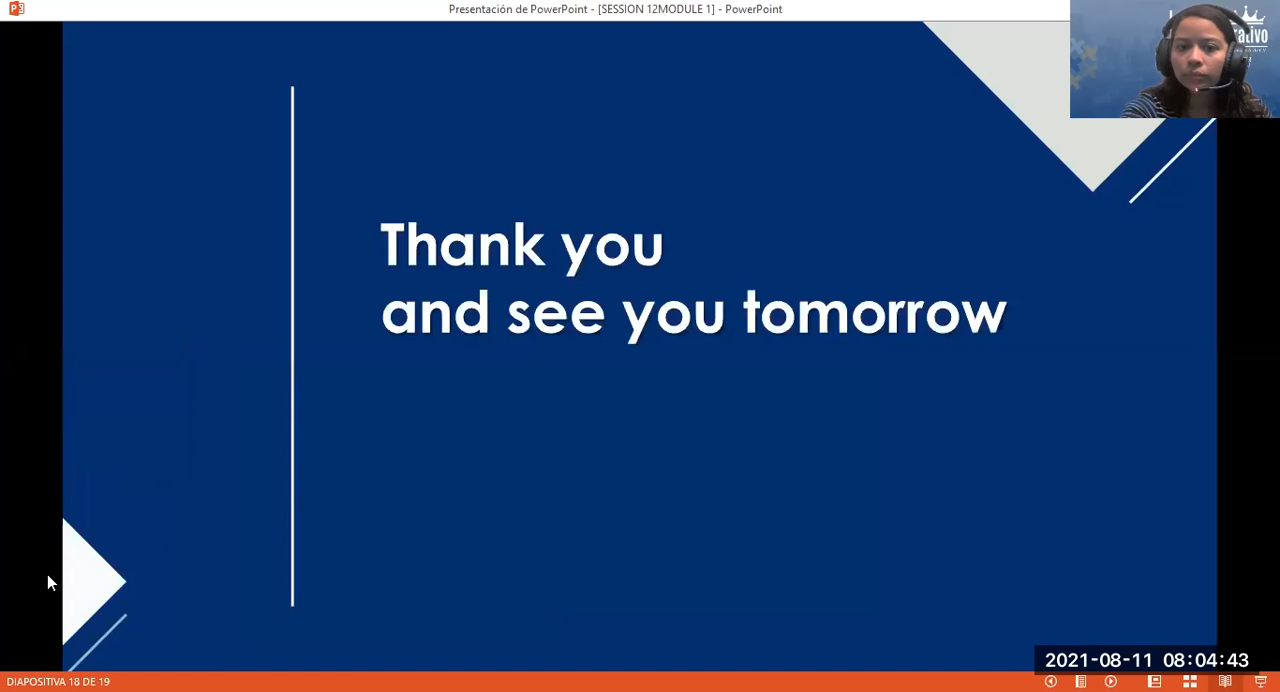 Presentación de PowerPoint - [SESSION 12MODULE 1] - PowerPoint
Thank you
and see you tomorrow
2021-08-11 08:04:43
DIAPOSITIVA 18 DE 19